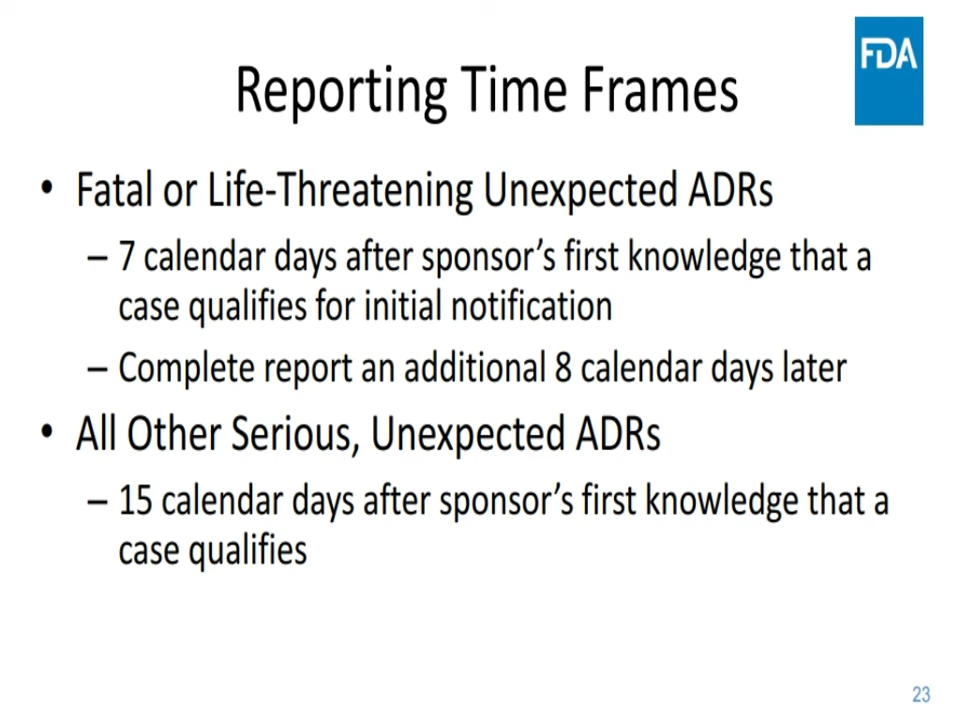 FDA
Reporting Time Frames
• Fatal or Life-Threatening Unexpected ADRs
– 7 calendar days after sponsor’s first knowledge that a
case qualifies for initial notification
– Complete report an additional 8 calendar days later
• All Other Serious, Unexpected ADRs
– 15 calendar days after sponsor’s first knowledge that a
case qualifies
23